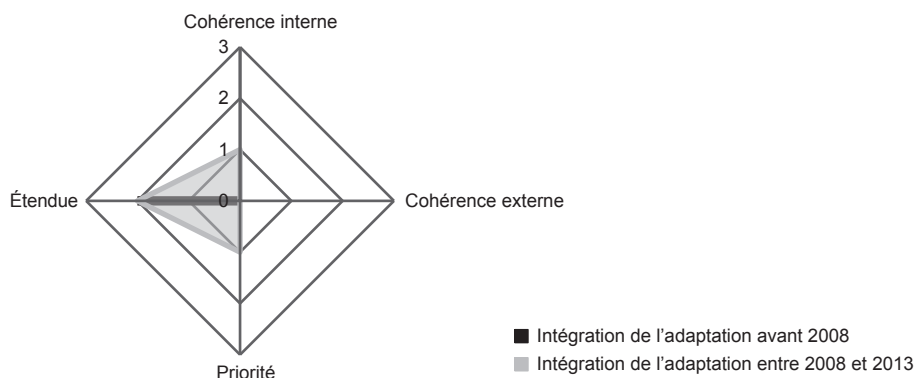 Cohérence interne
3
2
1
0
Étendue
Cohérence externe
Priorité
Intégration de l'adaptation avant 2008
Intégration de l'adaptation entre 2008 et 2013